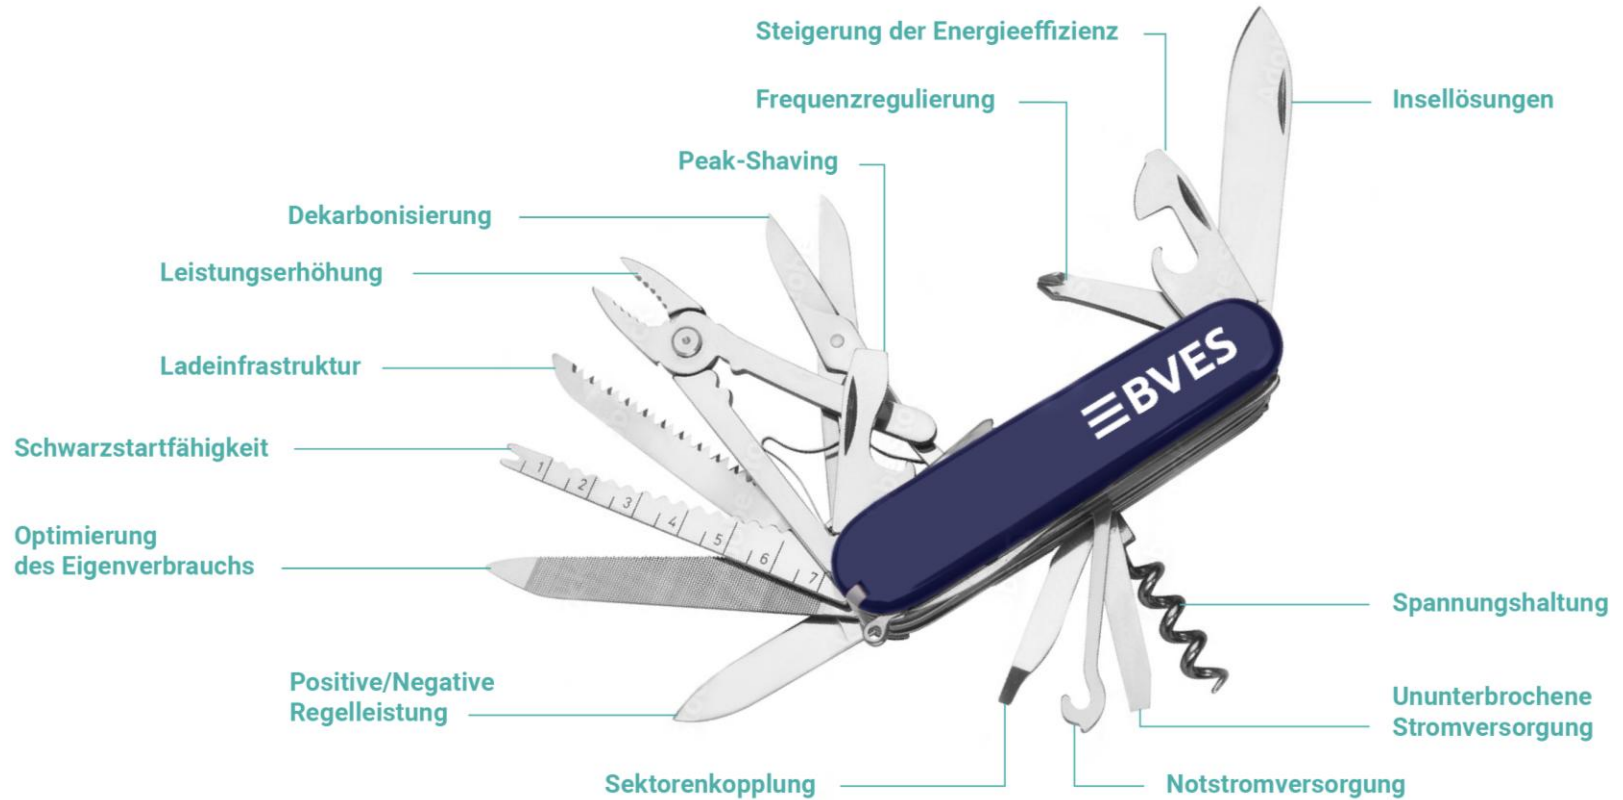 Steigerung der Energieeffizienz
Frequenzregulierung
Insellösungen
Peak-Shaving
Dekarbonisierung
Leistungserhöhung
Ladeinfrastruktur
BVES
Schwarzstartfähigkeit
1 2 3 4 5 6 7
Optimierung
des Eigenverbrauchs
Spannungshaltung
Positive/Negative
Regelleistung
Ununterbrochene
Stromversorgung
Sektorenkopplung
Notstromversorgung